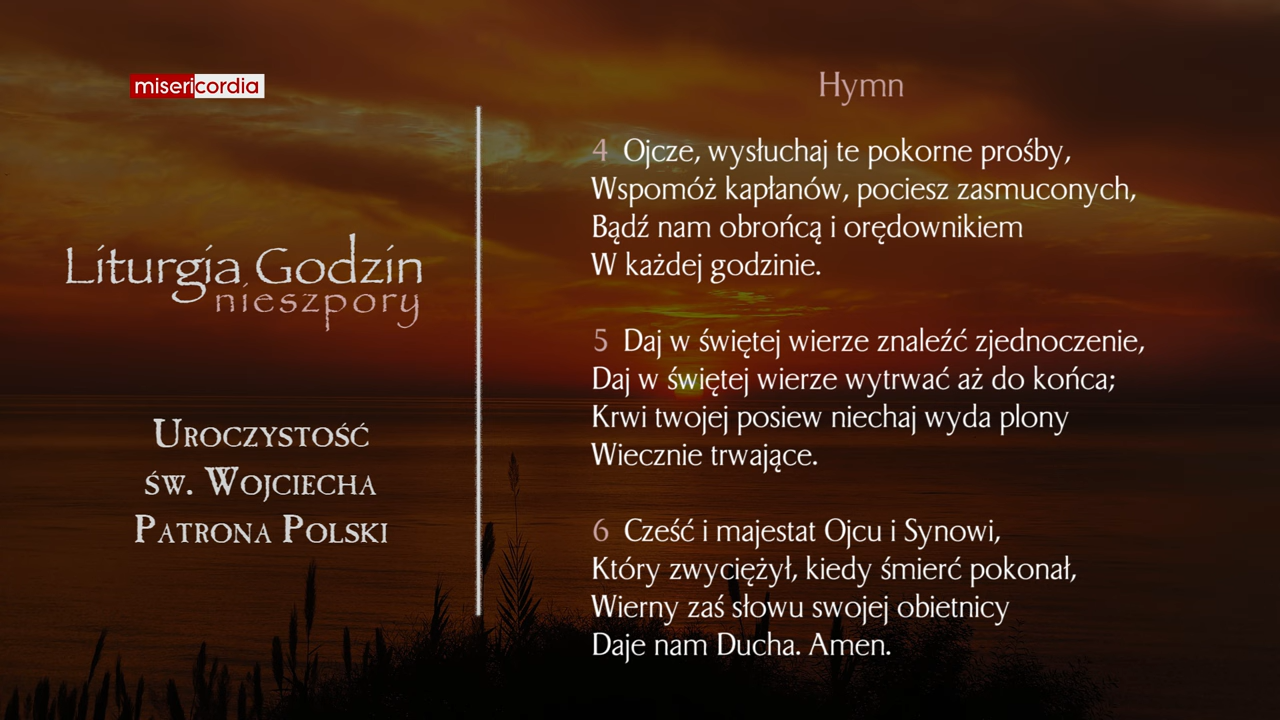 misericordia
Liturgia Godzin
nieszpory
Uroczystość
św. Wojciecha
Patrona Polski
Hymn
4 Ojcze, wysłuchaj te pokorne prośby,
Wspomóż kapłanów, pociesz zasmuconych,
Bądź nam obrońcą i orędownikiem
W każdej godzinie.
5 Daj w świętej wierze znaleźć zjednoczenie,
Daj w świętej wierze wytrwać aż do końca;
Krwi twojej posiew niechaj wyda plony
Wiecznie trwające.
6 Cześć i majestat Ojcu i Synowi,
Który zwyciężył, kiedy śmierć pokonał,
Wierny zaś słowu swojej obietnicy
Daje nam Ducha. Amen.